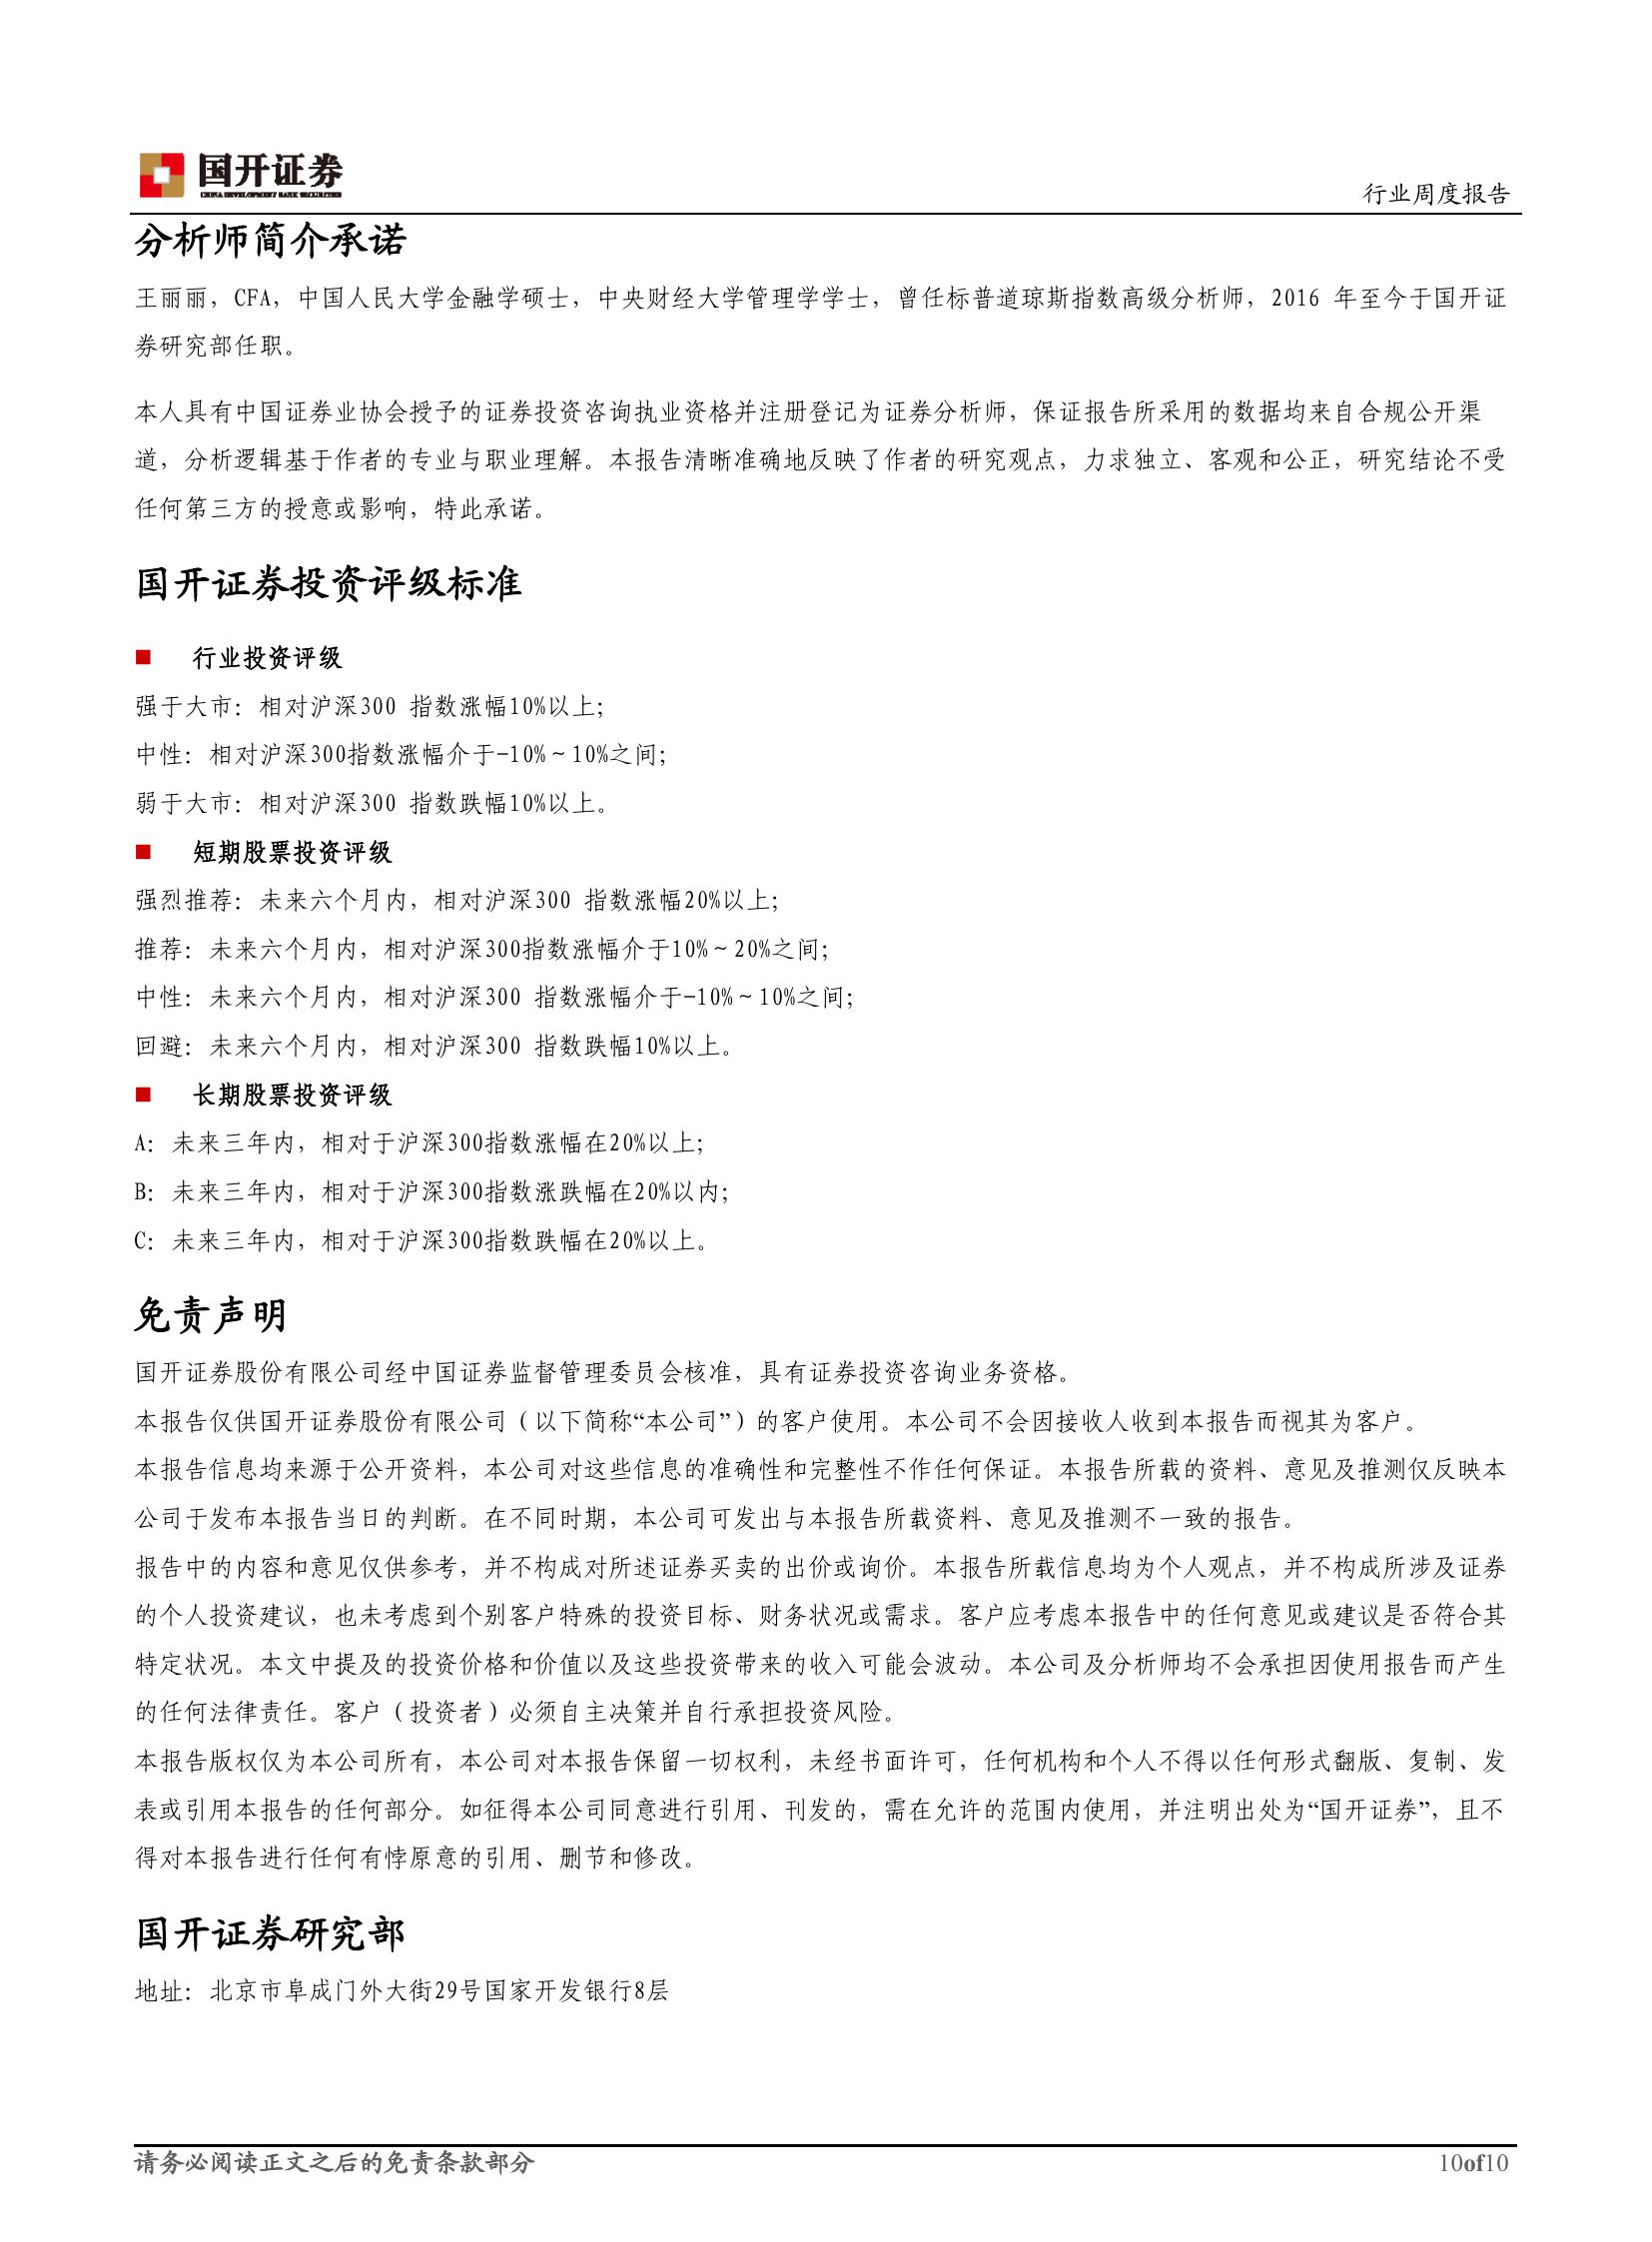 国开证券
CHINA DEVELOPMENT BANK SECURITIES
行业周度报告
分析师简介承诺
王丽丽，CFA，中国人民大学金融学硕士，中央财经大学管理学学士，曾任标普道琼斯指数高级分析师，2016 年至今于国开证
券研究部任职。
本人具有中国证券业协会授予的证券投资咨询执业资格并注册登记为证券分析师，保证报告所采用的数据均来自合规公开渠
道，分析逻辑基于作者的专业与职业理解。本报告清晰准确地反映了作者的研究观点，力求独立、客观和公正，研究结论不受
任何第三方的授意或影响，特此承诺。
国开证券投资评级标准
■ 行业投资评级
强于大市：相对沪深300 指数涨幅10%以上；
中性：相对沪深300指数涨幅介于-10%～10%之间；
弱于大市：相对沪深300 指数跌幅10%以上。
■ 短期股票投资评级
强烈推荐：未来六个月内，相对沪深300 指数涨幅20%以上；
推荐：未来六个月内，相对沪深300指数涨幅介于10%～20%之间；
中性：未来六个月内，相对沪深300 指数涨幅介于-10%～10%之间；
回避：未来六个月内，相对沪深300 指数跌幅10%以上。
■ 长期股票投资评级
A：未来三年内，相对于沪深300指数涨幅在20%以上；
B：未来三年内，相对于沪深300指数涨跌幅在20%以内；
C：未来三年内，相对于沪深300指数跌幅在20%以上。
免责声明
国开证券股份有限公司经中国证券监督管理委员会核准，具有证券投资咨询业务资格。
本报告仅供国开证券股份有限公司（以下简称“本公司”）的客户使用。本公司不会因接收人收到本报告而视其为客户。
本报告信息均来源于公开资料，本公司对这些信息的准确性和完整性不作任何保证。本报告所载的资料、意见及推测仅反映本
公司于发布本报告当日的判断。在不同时期，本公司可发出与本报告所载资料、意见及推测不一致的报告。
报告中的内容和意见仅供参考，并不构成对所述证券买卖的出价或询价。本报告所载信息均为个人观点，并不构成所涉及证券
的个人投资建议，也未考虑到个别客户特殊的投资目标、财务状况或需求。客户应考虑本报告中的任何意见或建议是否符合其
特定状况。本文中提及的投资价格和价值以及这些投资带来的收入可能会波动。本公司及分析师均不会承担因使用报告而产生
的任何法律责任。客户（投资者）必须自主决策并自行承担投资风险。
本报告版权仅为本公司所有，本公司对本报告保留一切权利，未经书面许可，任何机构和个人不得以任何形式翻版、复制、发
表或引用本报告的任何部分。如征得本公司同意进行引用、刊发的，需在允许的范围内使用，并注明出处为“国开证券”，且不
得对本报告进行任何有悖原意的引用、删节和修改。
国开证券研究部
地址：北京市阜成门外大街29号国家开发银行8层
请务必阅读正文之后的免责条款部分
10of10